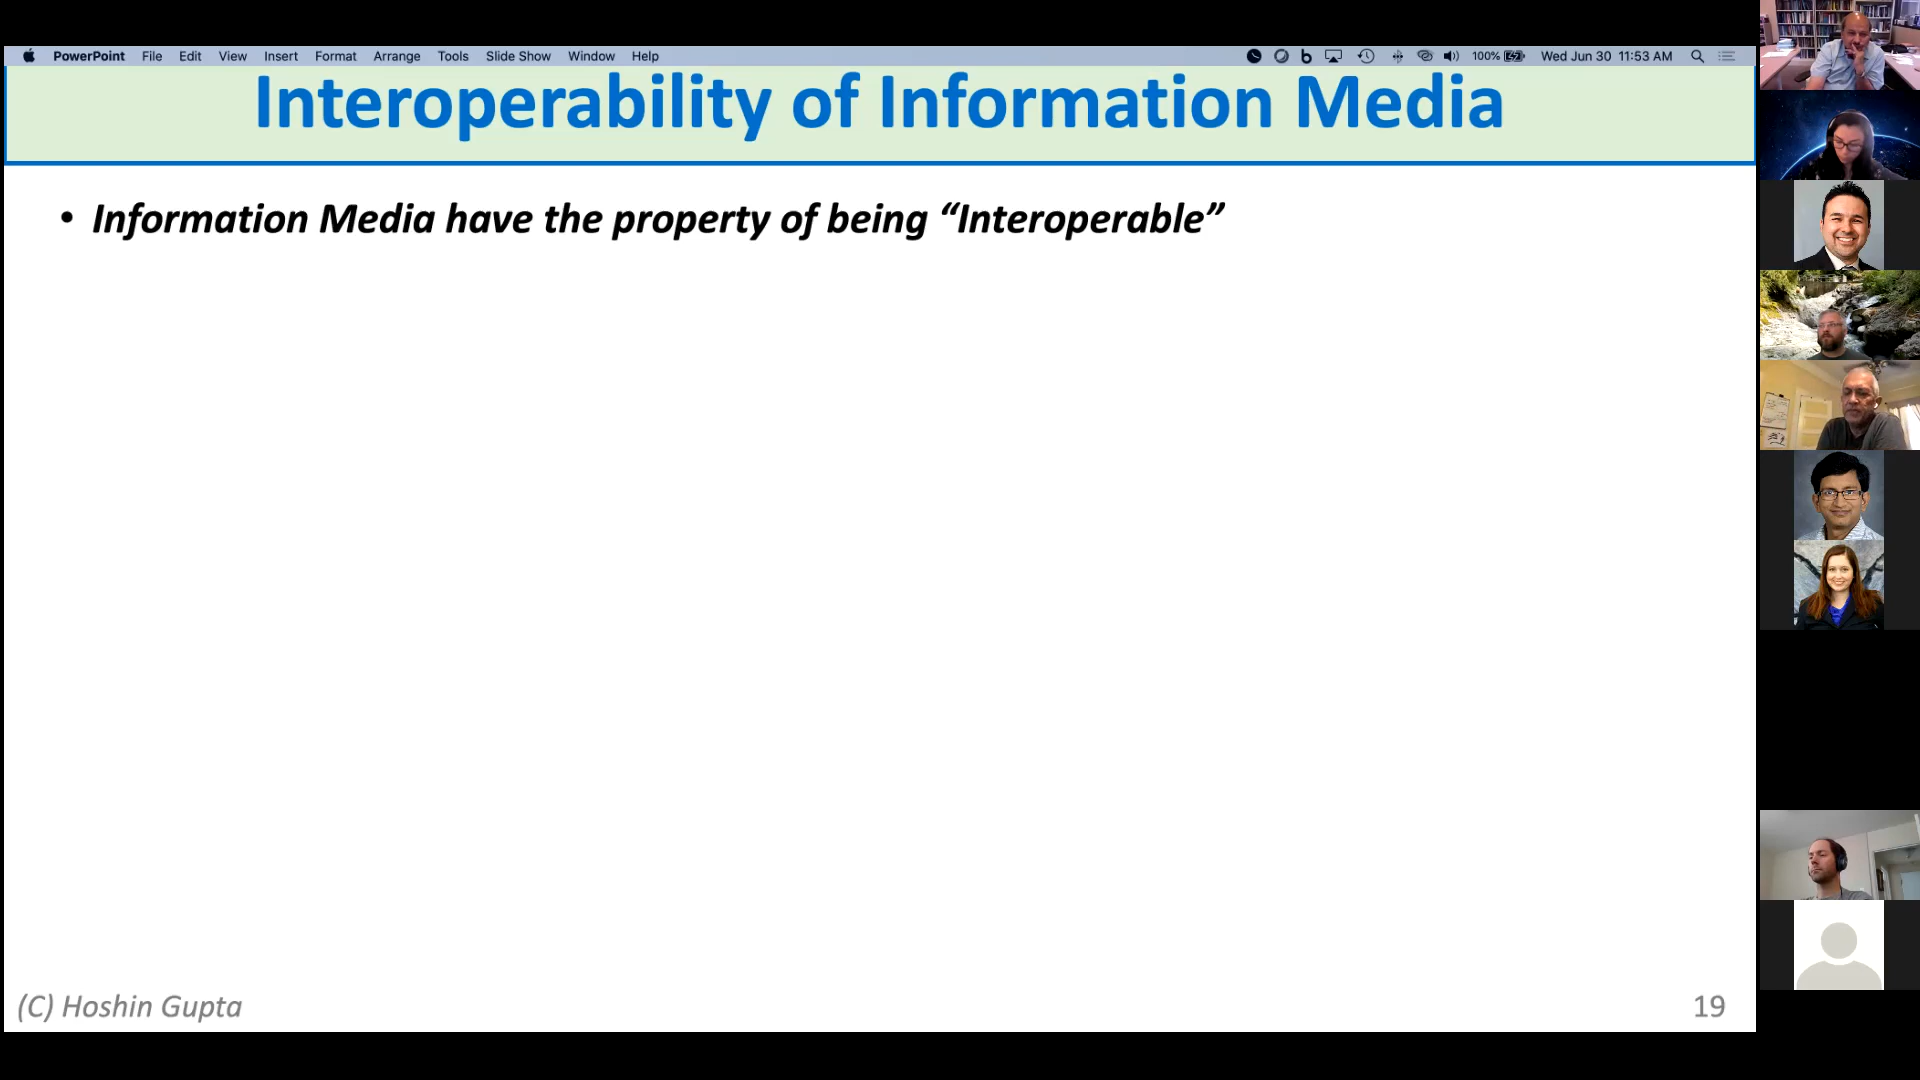 PowerPoint File Edit View Insert Format Arrange Tools Slide Show Window Help 100% Wed Jun 30 11:53 AM
Interoperability of Information Media
• Information Media have the property of being “Interoperable”
(C) Hoshin Gupta
19